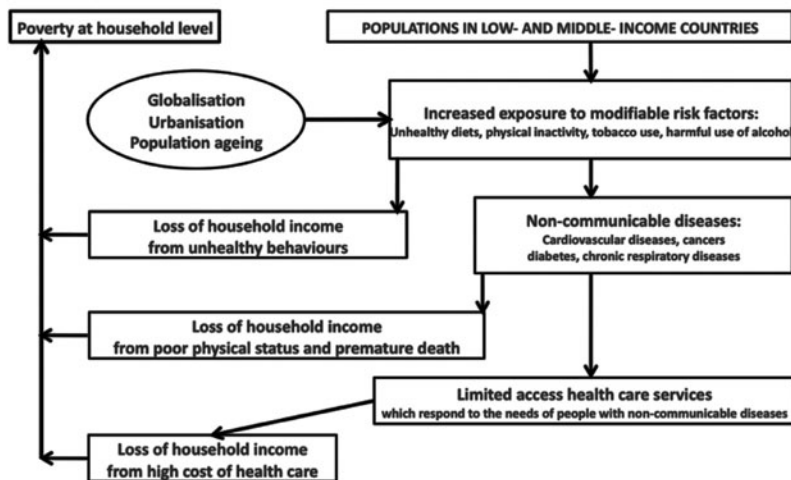 Poverty at household level
POPULATIONS IN LOW- AND MIDDLE- INCOME COUNTRIES
Globalisation
Urbanisation
Population ageing
Increased exposure to modifiable risk factors:
Unhealthy diets, physical inactivity, tobacco use, harmful use of alcohol
Loss of household income
from unhealthy behaviours
Non-communicable diseases:
Cardiovascular diseases, cancers
diabetes, chronic respiratory diseases
Loss of household income
from poor physical status and premature death
Limited access health care services
which respond to the needs of people with non-communicable diseases
Loss of household income
from high cost of health care